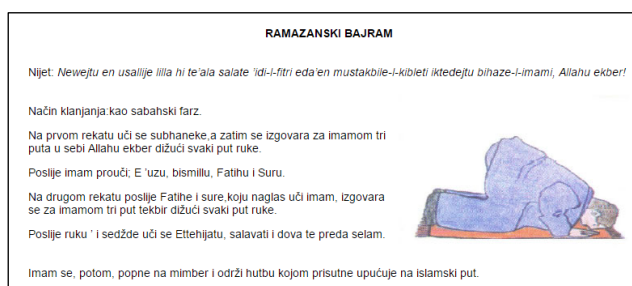 RAMAZANSKI BAJRAM
Nijet: Newejtu en usallije lilla hi te'ala salate 'idi-l-fitri eda'en mustakbile-l-kibleti iktedejtu bihaze-l-imami, Allahu ekber!
Način klanjanja:kao sabahski farz.
Na prvom rekatu uči se subhaneke,a zatim se izgovara za imamom tri
puta u sebi Allahu ekber dižući svaki put ruke.
Poslije imam prouči; E 'uzu, bismillu, Fatihu i Suru.
Na drugom rekatu poslije Fatihe i sure,koju naglas uči imam, izgovara
se za imamom tri put tekbir dižući svaki put ruke.
Poslije ruku ' i sedžde uči se Ettehijatu, salavati i dova te preda selam.
Imam se, potom, popne na mimber i održi hutbu kojom prisutne upućuje na islamski put.